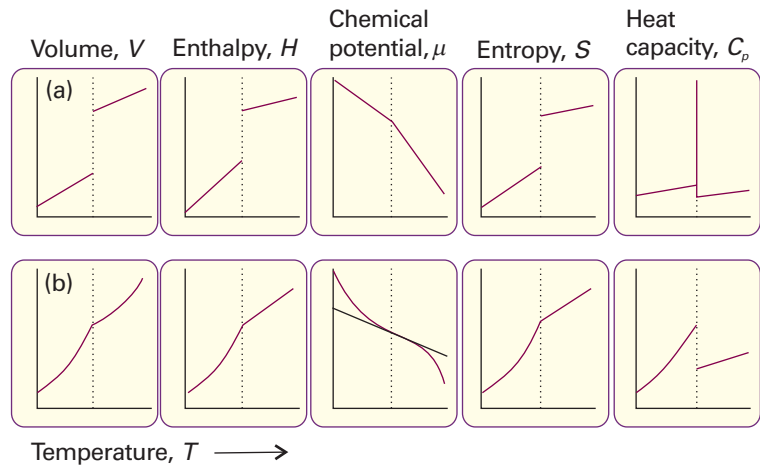 Volume, V
Enthalpy, H
Chemical
potential, μ
Entropy, S
Heat
capacity, Cₚ
(a)
(b)
Temperature, T